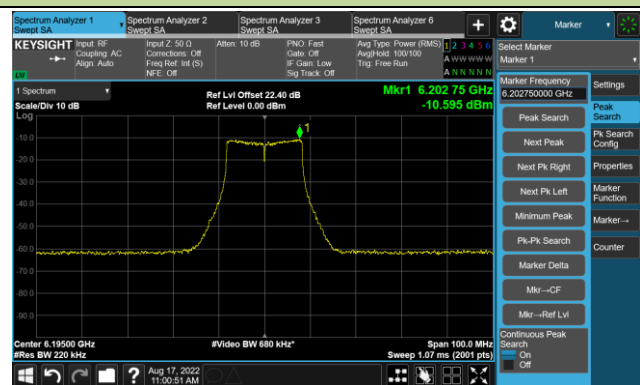 Spectrum Analyzer 1
Swept SA
Spectrum Analyzer 2
Swept SA
Spectrum Analyzer 3
Swept SA
Spectrum Analyzer 6
Swept SA
+
Marker
KEYSIGHT
Input: RF
Coupling: AC
Align: Auto
Input Z: 50 Ω
Corrections: Off
Freq Ref: Int (S)
NFE: Off
Atten: 10 dB
PNO: Fast
Gate: Off
IF Gain: Low
Sig Track: Off
Avg Type: Power (RMS)
Avg|Hold: 100/100
Trig: Free Run
1 2 3 4 5 6
A W W W W W
A N N N N N
LW
Select Marker
Marker 1
1 Spectrum
Scale/Div 10 dB
Log
Ref Lvl Offset 22.40 dB
Ref Level 0.00 dBm
Mkr1 6.202 75 GHz
-10.595 dBm
1
-10.0
-20.0
-30.0
-40.0
-50.0
-60.0
-70.0
-80.0
-90.0
Center 6.19500 GHz
#Res BW 220 kHz
#Video BW 680 kHz*
Span 100.0 MHz
Sweep 1.07 ms (2001 pts)
Marker Frequency
6.202750000 GHz
Peak Search
Next Peak
Next Pk Right
Next Pk Left
Minimum Peak
Pk-Pk Search
Marker Delta
Mkr→CF
Mkr→Ref Lvl
Continuous Peak
Search
On
Off
Settings
Peak
Search
Pk Search
Config
Properties
Marker
Function
Marker→
Counter
?
Aug 17, 2022
11:00:51 AM